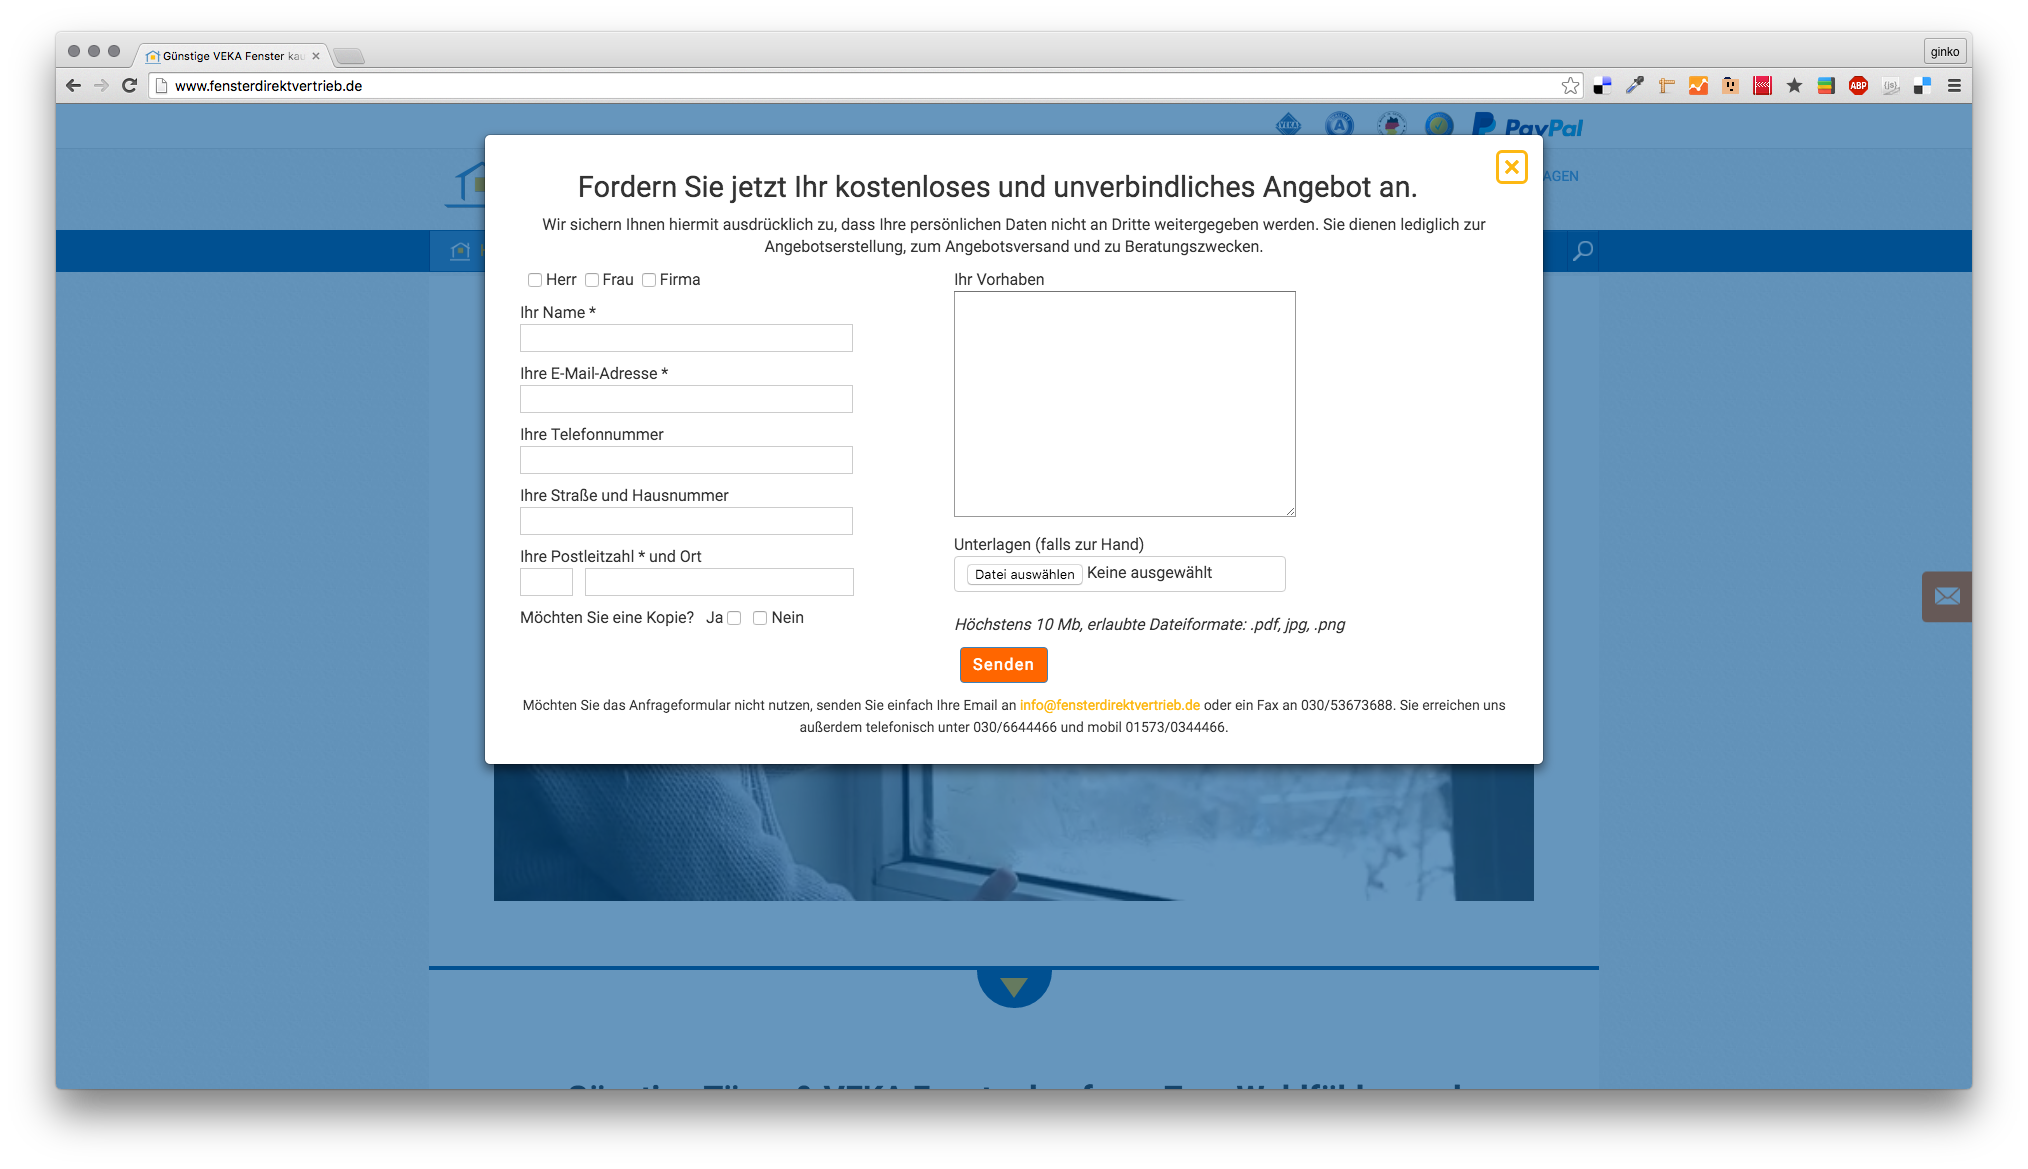 Günstige VEKA Fenster kau
ginko
www.fensterdirektvertrieb.de
ABP
(js)
VEKA
A
PayPal
AGEN
Fordern Sie jetzt Ihr kostenloses und unverbindliches Angebot an.
Wir sichern Ihnen hiermit ausdrücklich zu, dass Ihre persönlichen Daten nicht an Dritte weitergegeben werden. Sie dienen lediglich zur
Angebotserstellung, zum Angebotsversand und zu Beratungszwecken.
Herr Frau Firma
Ihr Name *
Ihre E-Mail-Adresse *
Ihre Telefonnummer
Ihre Straße und Hausnummer
Ihre Postleitzahl * und Ort
Möchten Sie eine Kopie? Ja Nein
Ihr Vorhaben
Unterlagen (falls zur Hand)
Datei auswählen Keine ausgewählt
Höchstens 10 Mb, erlaubte Dateiformate: .pdf, jpg, .png
Senden
Möchten Sie das Anfrageformular nicht nutzen, senden Sie einfach Ihre Email an info@fensterdirektvertrieb.de oder ein Fax an 030/53673688. Sie erreichen uns
außerdem telefonisch unter 030/6644466 und mobil 01573/0344466.